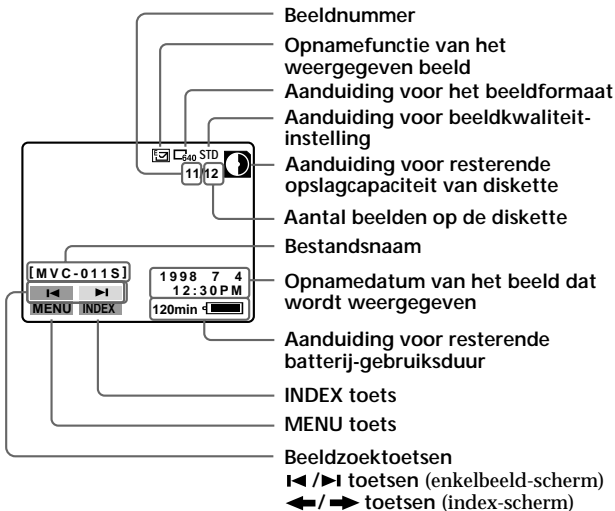 Beeldnummer
Opnamefunctie van het
weergegeven beeld
Aanduiding voor het beeldformaat
Aanduiding voor beeldkwaliteit-
instelling
Aanduiding voor resterende
opslagcapaciteit van diskette
Aantal beelden op de diskette
Bestandsnaam
Opnamedatum van het beeld dat
wordt weergegeven
Aanduiding voor resterende
batterij-gebruiksduur
INDEX toets
MENU toets
Beeldzoektoetsen
I◀ /▶I toetsen (enkelbeeld-scherm)
←/→ toetsen (index-scherm)
E 640 STD
11/12
[MVC-011S]
1998 7 4
12:30PM
I◀ ▶I
MENU INDEX
120min